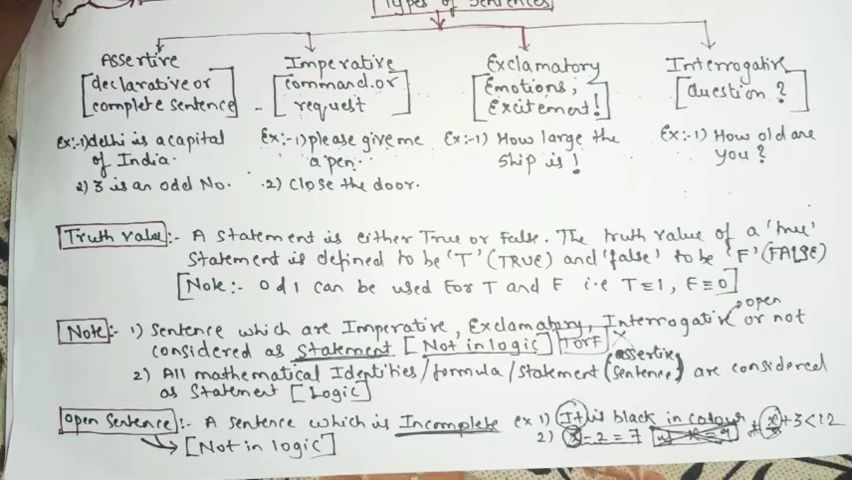 Types of Sentences
Assertive Imperative Exclamatory Interrogative
[declarative or complete sentence] [command or request] [Emotions, Excitement!] [Question ?]
Ex:-1) delhi is a capital of India.
2) 3 is an odd No.
Ex:-1) please give me a pen.
2) Close the door.
Ex:-1) How large the ship is!
Ex:-1) How old are you?
Truth value:- A Statement is either True or False. The truth value of a 'true'
Statement is defined to be 'T' (TRUE) and 'false' to be 'F' (FALSE)
[Note:- 0 d 1 can be used For T and F i.e T≡1, F≡0]
Note:- 1) Sentence which are Imperative, Exclamatory, Interrogative open or not
considered as Statement [Not in logic] T or F
2) All mathematical Identities/formula/Statement (assertive sentence) are considered
as Statement [Logic]
Open Sentence:- A sentence which is Incomplete ex 1) It is black in colour
[Not in logic] 2) x-2=7 x+3<12